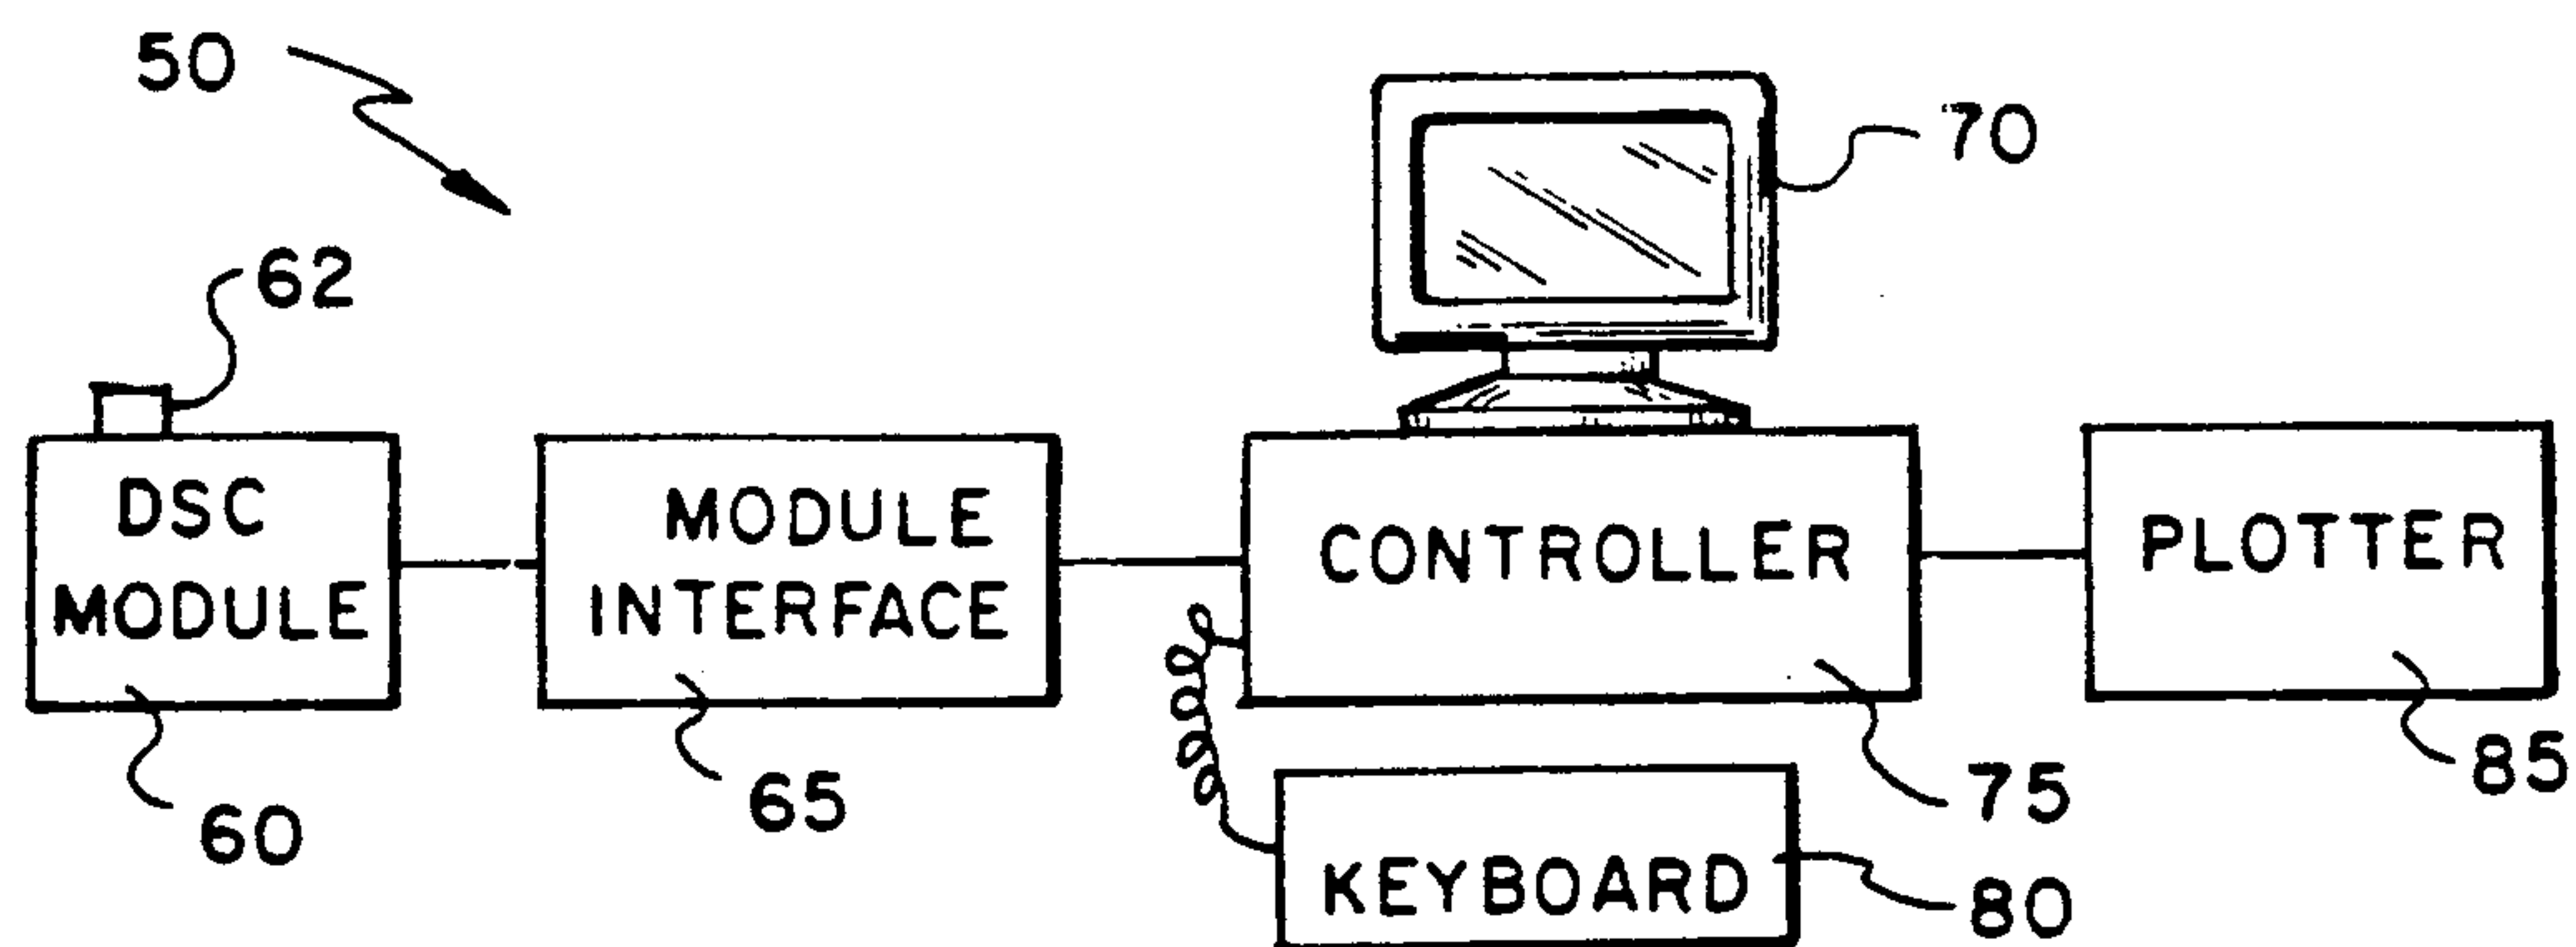 50
70
62
DSC
MODULE
MODULE
INTERFACE
CONTROLLER
PLOTTER
60
65
75
85
KEYBOARD
80